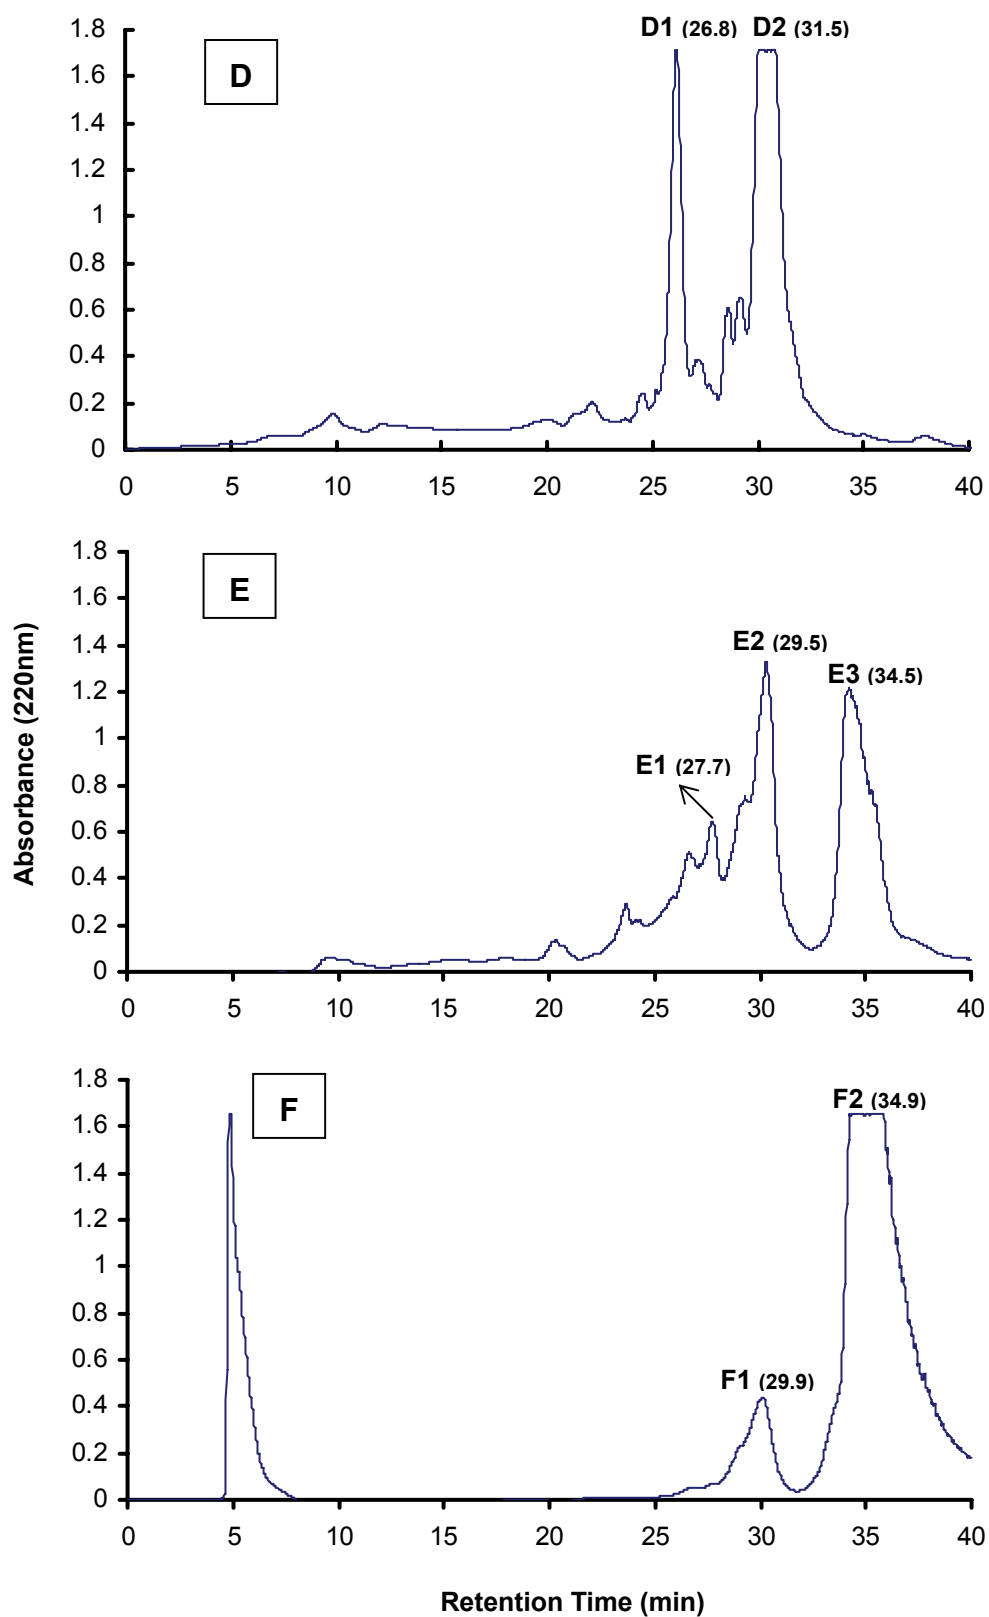 D1 (26.8) D2 (31.5)
D
1.8
1.6
1.4
1.2
1
0.8
0.6
0.4
0.2
0
0 5 10 15 20 25 30 35 40
E
1.8
1.6
1.4
1.2
1
0.8
0.6
0.4
0.2
0
E2 (29.5)
E3 (34.5)
E1 (27.7)
0 5 10 15 20 25 30 35 40
Absorbance (220nm)
F
1.8
1.6
1.4
1.2
1
0.8
0.6
0.4
0.2
0
F2 (34.9)
F1 (29.9)
0 5 10 15 20 25 30 35 40
Retention Time (min)